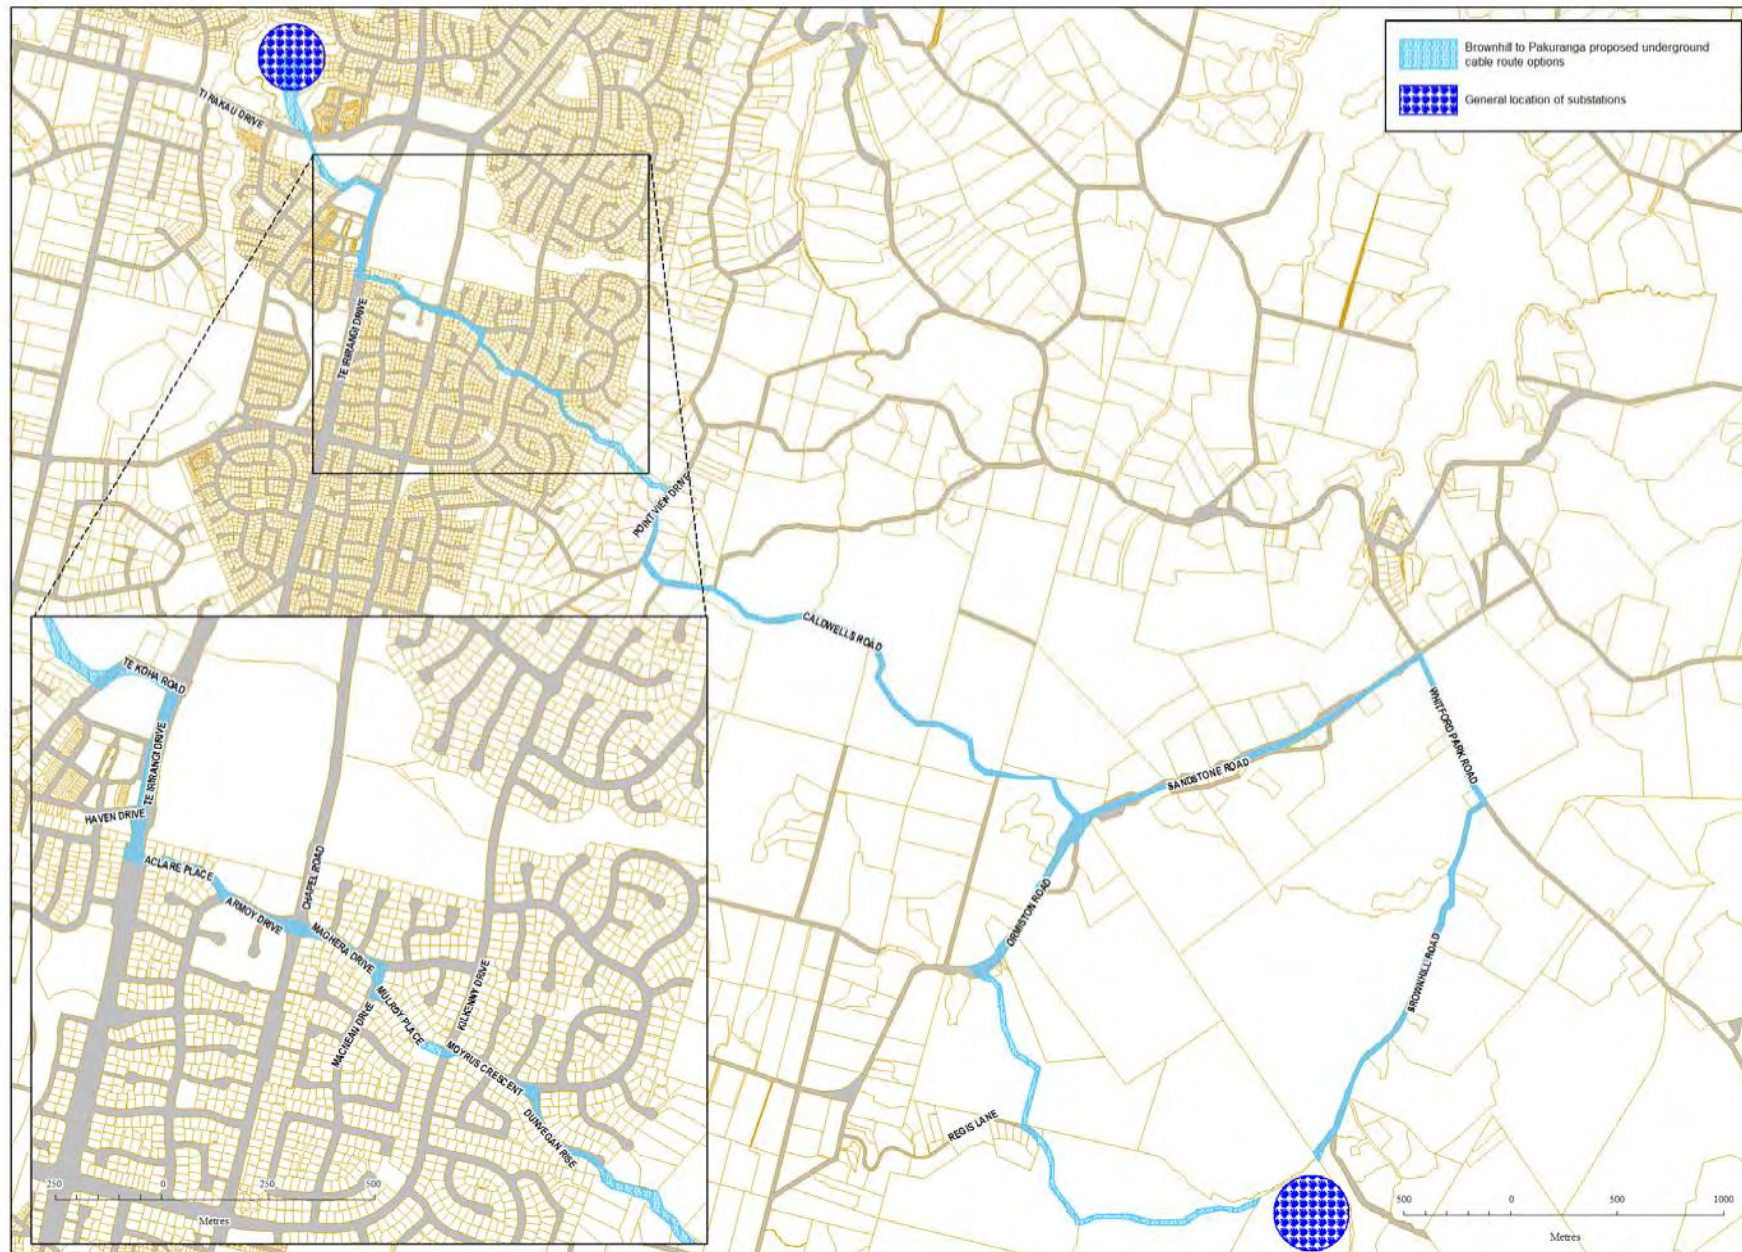 Brownhill to Pakuranga proposed underground
cable route options
General location of substations
TI RAKAU DRIVE
TE IRIRANGI DRIVE
POINT VIEW DRIVE
CALDWELLS ROAD
WHITFORD PARK ROAD
SANDSTONE ROAD
ORMISTON ROAD
BROWNHILL ROAD
REGIS LANE
TE KOHA ROAD
TE IRIRANGI DRIVE
HAVEN DRIVE
ACLARE PLACE
CHAPEL ROAD
ARMOY DRIVE
MAGHERA DRIVE
MULROY PLACE
MACNEAN DRIVE
KILKENNY DRIVE
MOYRUS CRESCENT
DUNVEGAN RISE
250 0 250 500
Metres
500 0 500 1000
Metres